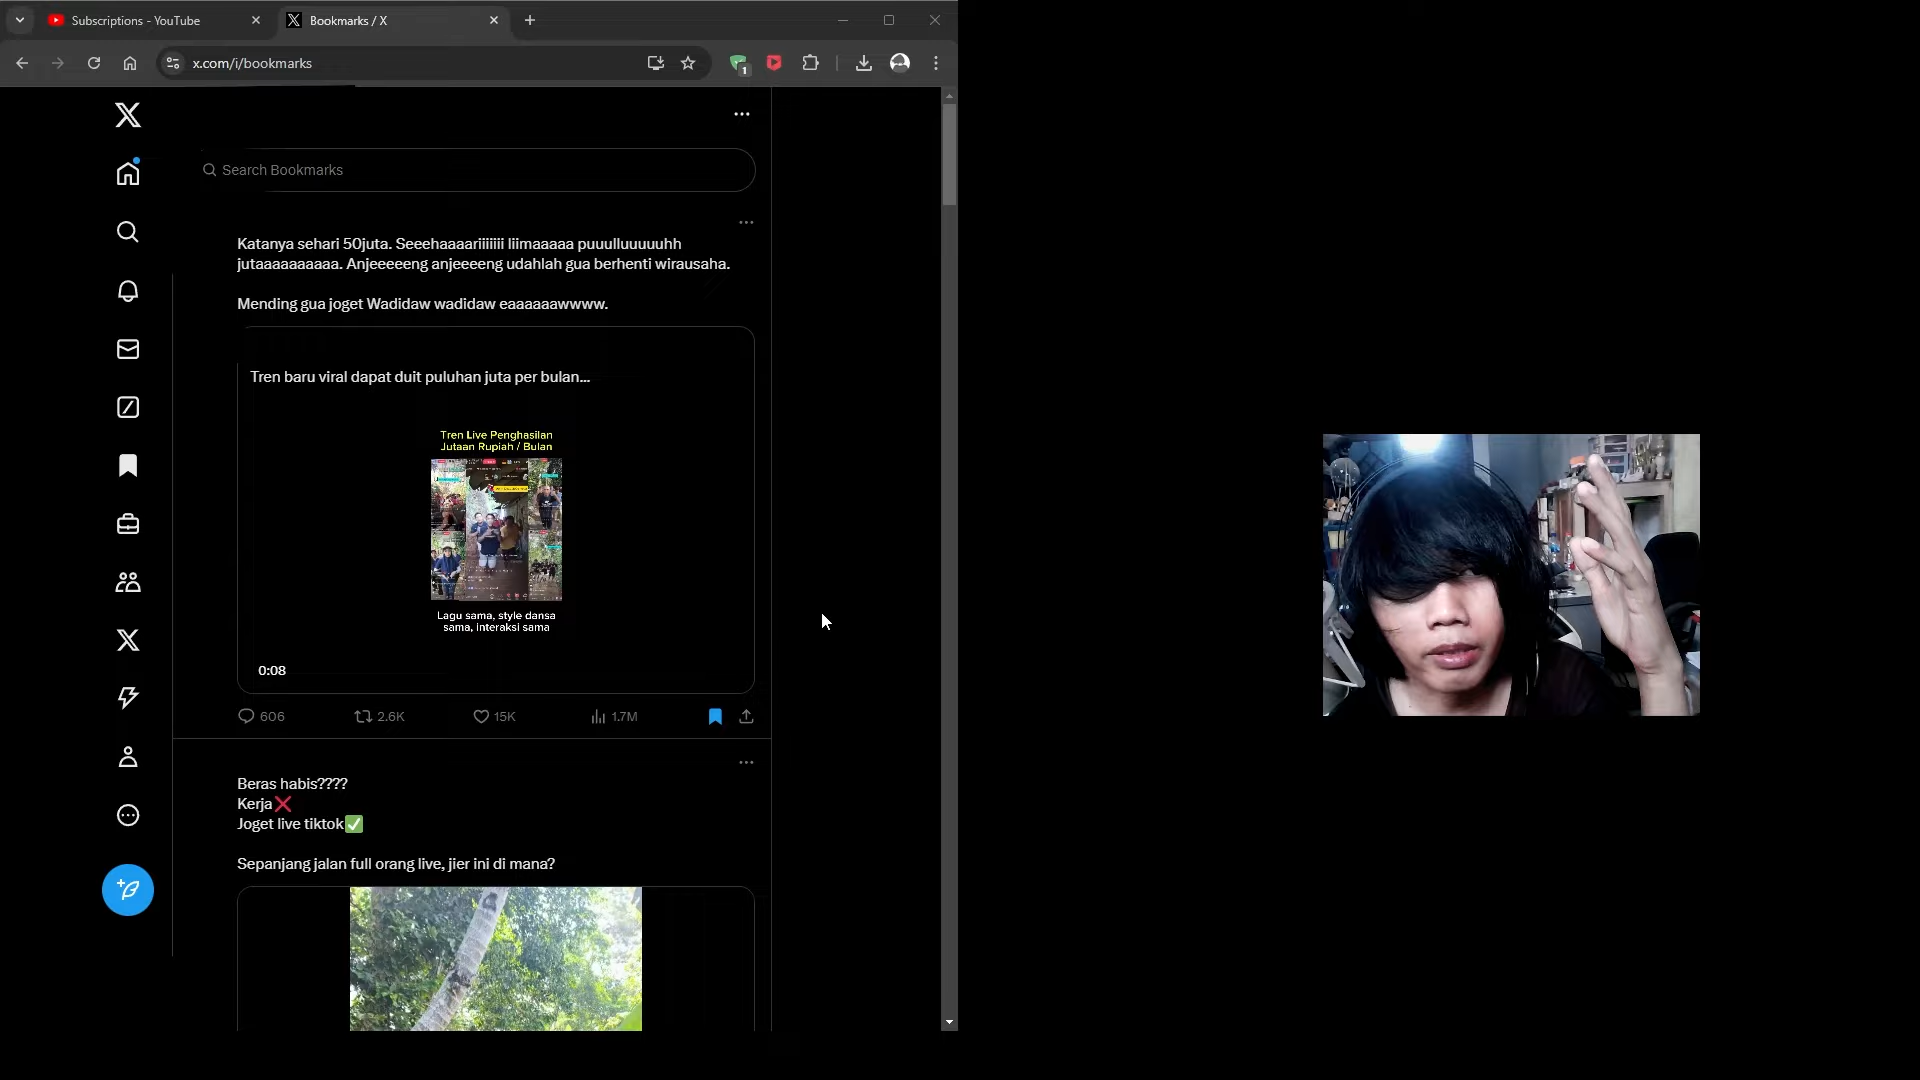 Subscriptions - YouTube
Bookmarks / X
x.com/i/bookmarks
1
Search Bookmarks
Katanya sehari 50juta. Seeehaaaariiiiiii liimaaaaa puuulluuuuuhh
jutaaaaaaaaaa. Anjeeeeeng anjeeeeng udahlah gua berhenti wirausaha.
Mending gua joget Wadidaw wadidaw eaaaaaawwww.
Tren baru viral dapat duit puluhan juta per bulan...
Tren Live Penghasilan
Jutaan Rupiah / Bulan
Lagu sama, style dansa
sama, interaksi sama
0:08
606
2.6K
15K
1.7M
Beras habis????
Kerja❌
Joget live tiktok✅
Sepanjang jalan full orang live, jier ini di mana?